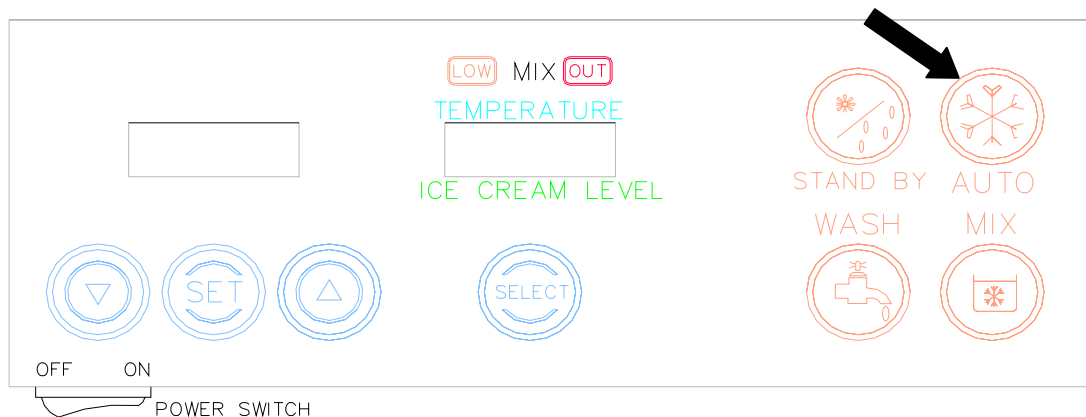 LOW MIX OUT
TEMPERATURE
ICE CREAM LEVEL
STAND BY AUTO
WASH MIX
SET SELECT
OFF ON
POWER SWITCH